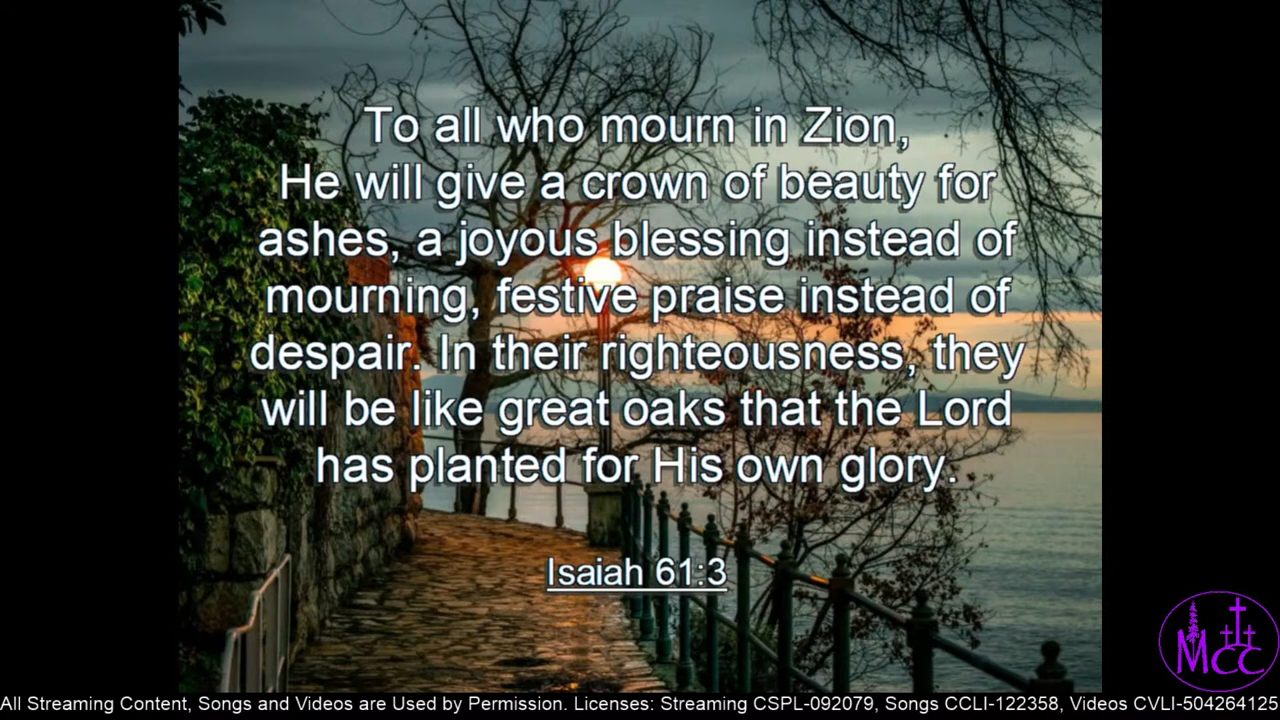 To all who mourn in Zion,
He will give a crown of beauty for
ashes, a joyous blessing instead of
mourning, festive praise instead of
despair. In their righteousness, they
will be like great oaks that the Lord
has planted for His own glory.
Isaiah 61:3
MCC
All Streaming Content, Songs and Videos are Used by Permission. Licenses: Streaming CSPL-092079, Songs CCLI-122358, Videos CVLI-504264125